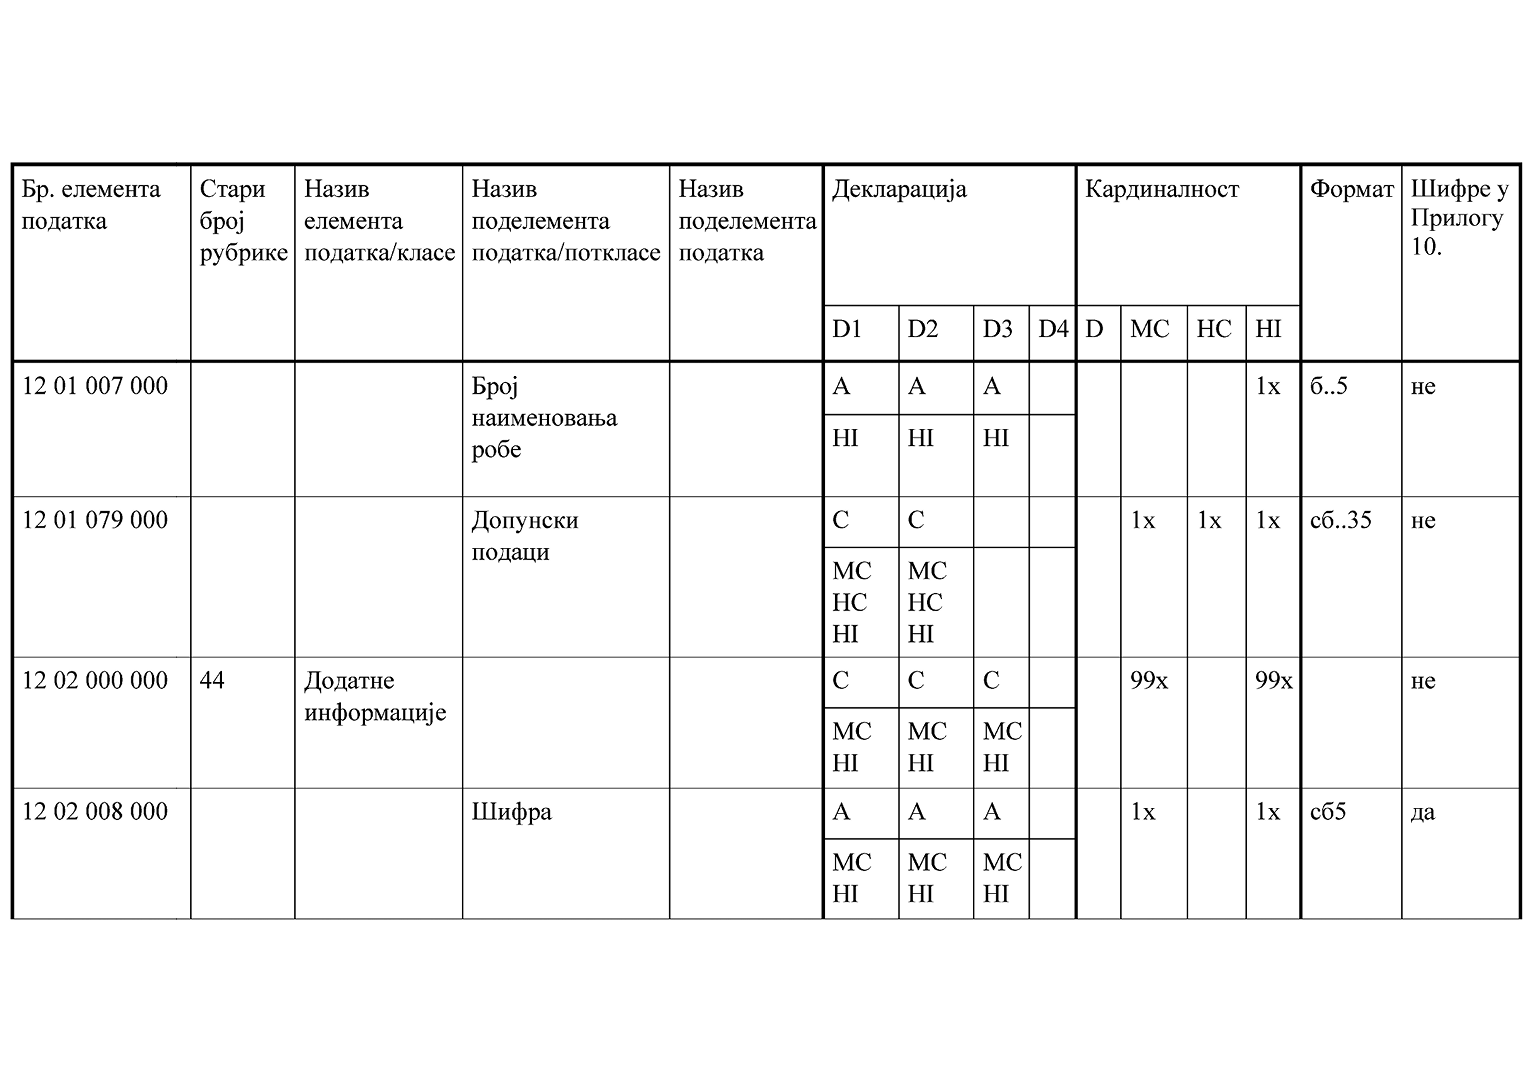 Бр. елемента података
Стари број рубрике
Назив елемента податка/класе
Назив поделемента податка/поткласе
Назив поделемента податка
Декларација
Кардиналност
Формат
Шифре у Прилогу 10.
D1 D2 D3 D4 D MC HC HI
12 01 007 000
Број наименовања робе
A A A 1x б..5 не
HI HI HI
12 01 079 000
Допунски подаци
C C 1x 1x 1x сб..35 не
MC MC
HC HC
HI HI
12 02 000 000 44
Додатне информације
C C C 99x 99x не
MC MC MC
HI HI HI
12 02 008 000 Шифра A A A 1x 1x сб5 да
MC MC MC
HI HI HI